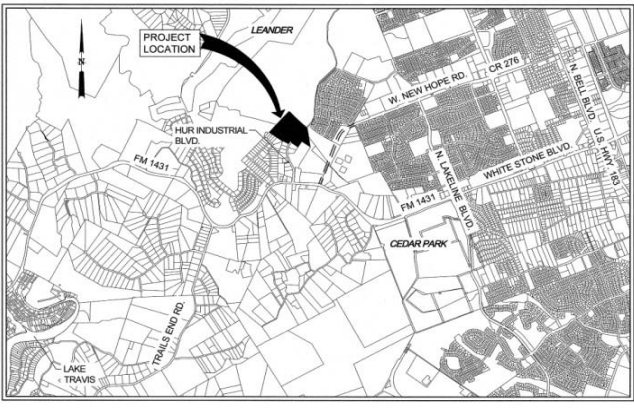 PROJECT
LOCATION
LEANDER
N
W. NEW HOPE RD.
CR 276
N. BELL BLVD.
U.S. HWY. 183
HUR INDUSTRIAL
BLVD.
FM 1431
FM 1431
WHITE STONE BLVD.
N. LAKELINE BLVD.
CEDAR PARK
TRAILS END RD.
LAKE
TRAVIS